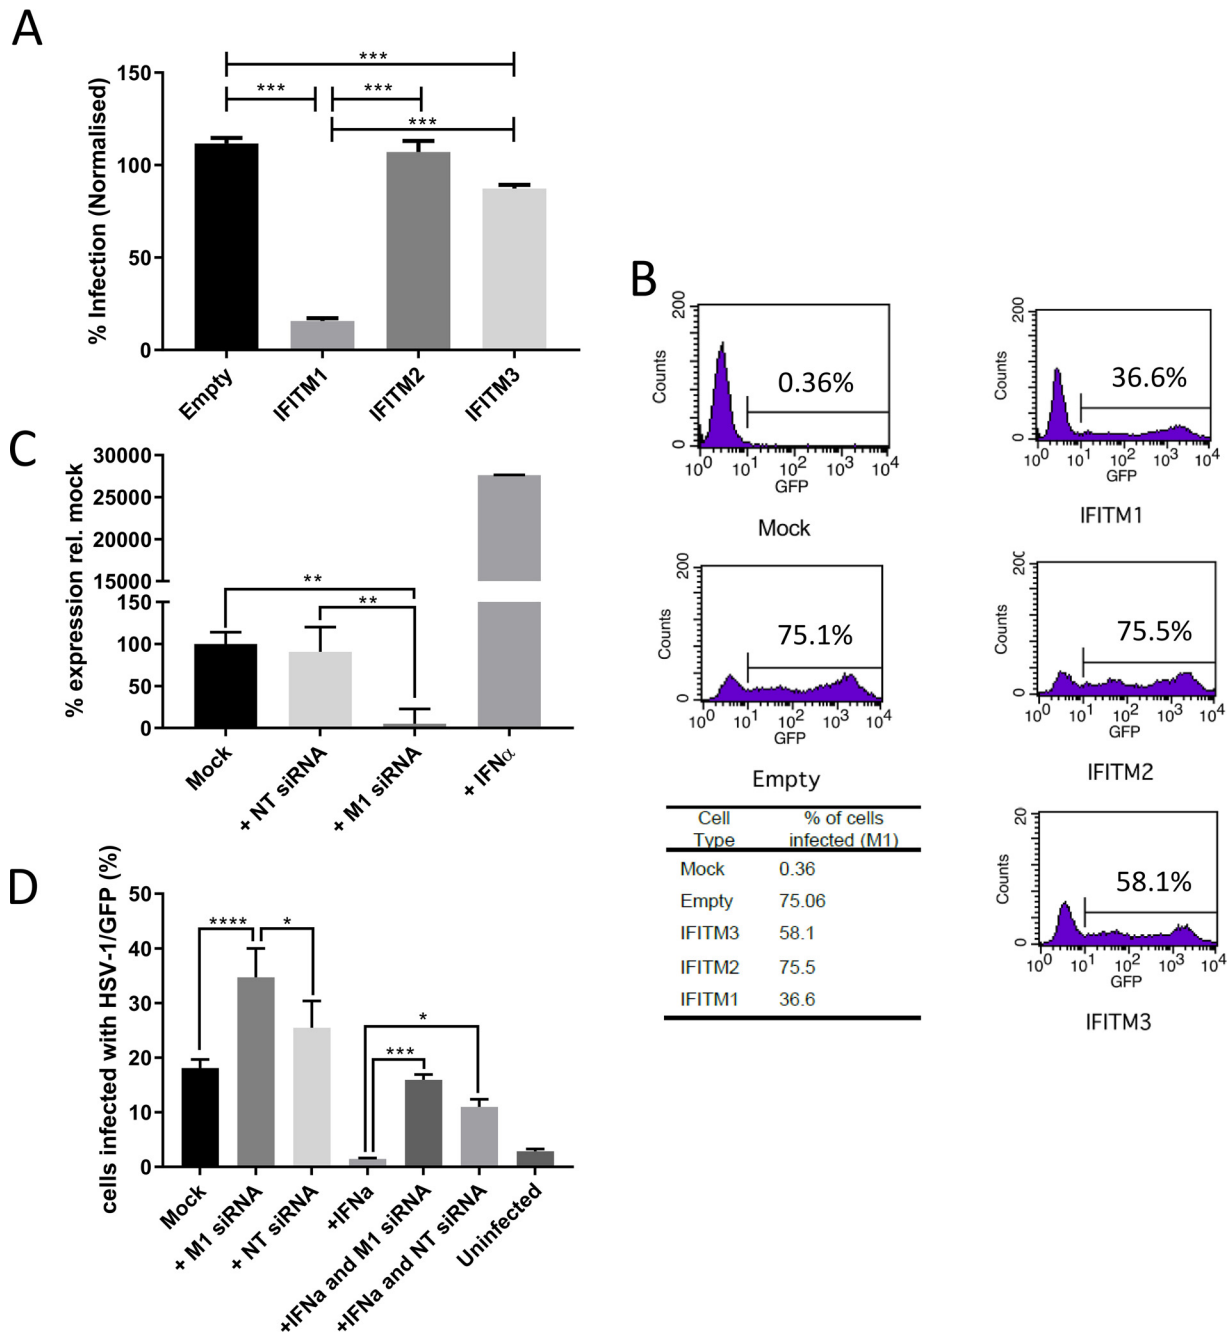 A
% Infection (Normalised)
150
100
50
0
***
***
***
***
Empty
IFITM1
IFITM2
IFITM3
B
200
Counts
0
0.36%
10^0 10^1 10^2 10^3 10^4
GFP
Mock
200
Counts
0
36.6%
10^0 10^1 10^2 10^3 10^4
GFP
IFITM1
200
Counts
0
75.1%
10^0 10^1 10^2 10^3 10^4
GFP
Empty
200
Counts
0
75.5%
10^0 10^1 10^2 10^3 10^4
GFP
IFITM2
Cell Type
% of cells infected (M1)
Mock 0.36
Empty 75.06
IFITM3 58.1
IFITM2 75.5
IFITM1 36.6
20
Counts
0
58.1%
10^0 10^1 10^2 10^3 10^4
GFP
IFITM3
C
% expression rel. mock
30000
25000
20000
15000
150
100
50
0
**
**
Mock
+ NT siRNA
+ M1 siRNA
+ IFNα
D
cells infected with HSV-1/GFP (%)
50
40
30
20
10
0
****
*
*
***
Mock
+ M1 siRNA
+ NT siRNA
+IFNa
+IFNa and M1 siRNA
+IFNa and NT siRNA
Uninfected